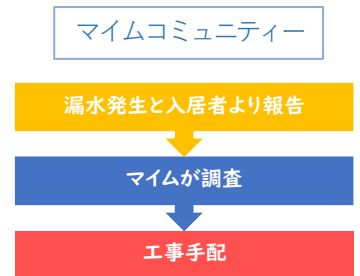 マイムコミュニティー
漏水発生と入居者より報告
マイムが調査
工事手配